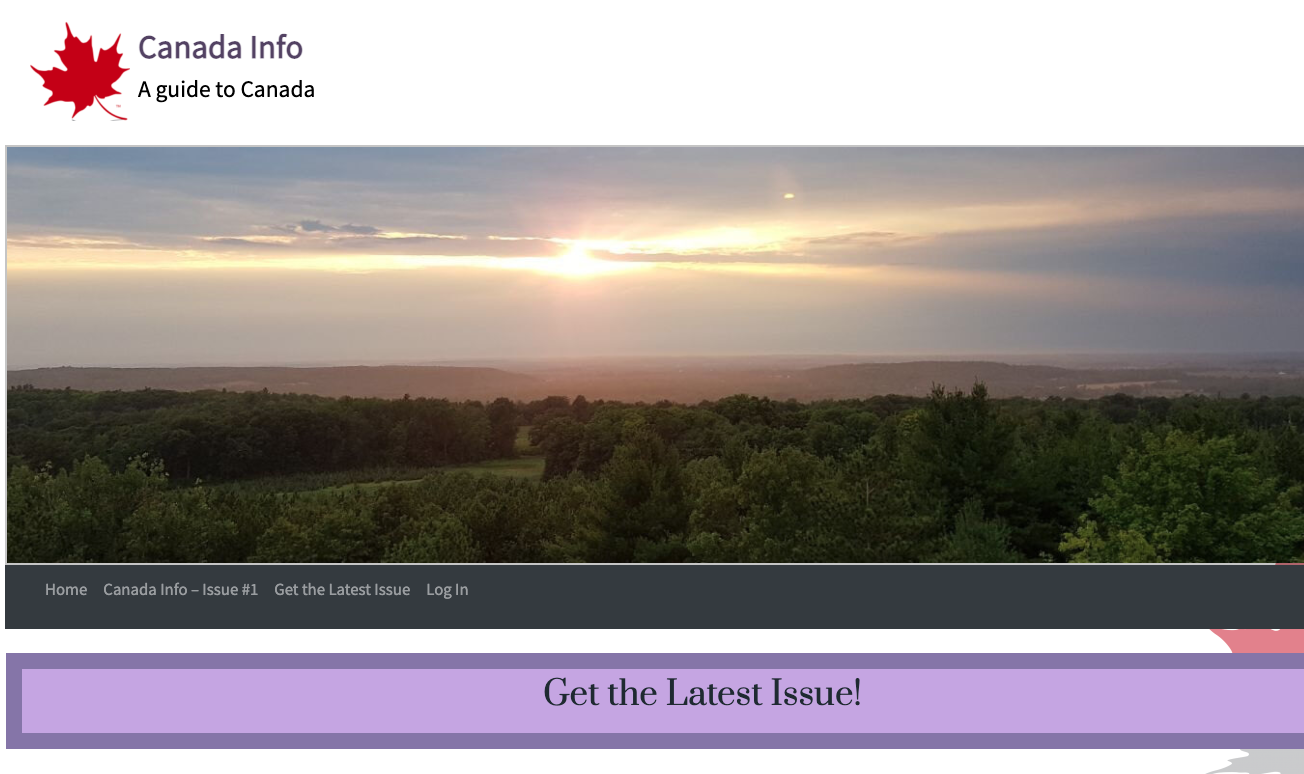 Canada Info
A guide to Canada
Home Canada Info – Issue #1 Get the Latest Issue Log In
Get the Latest Issue!